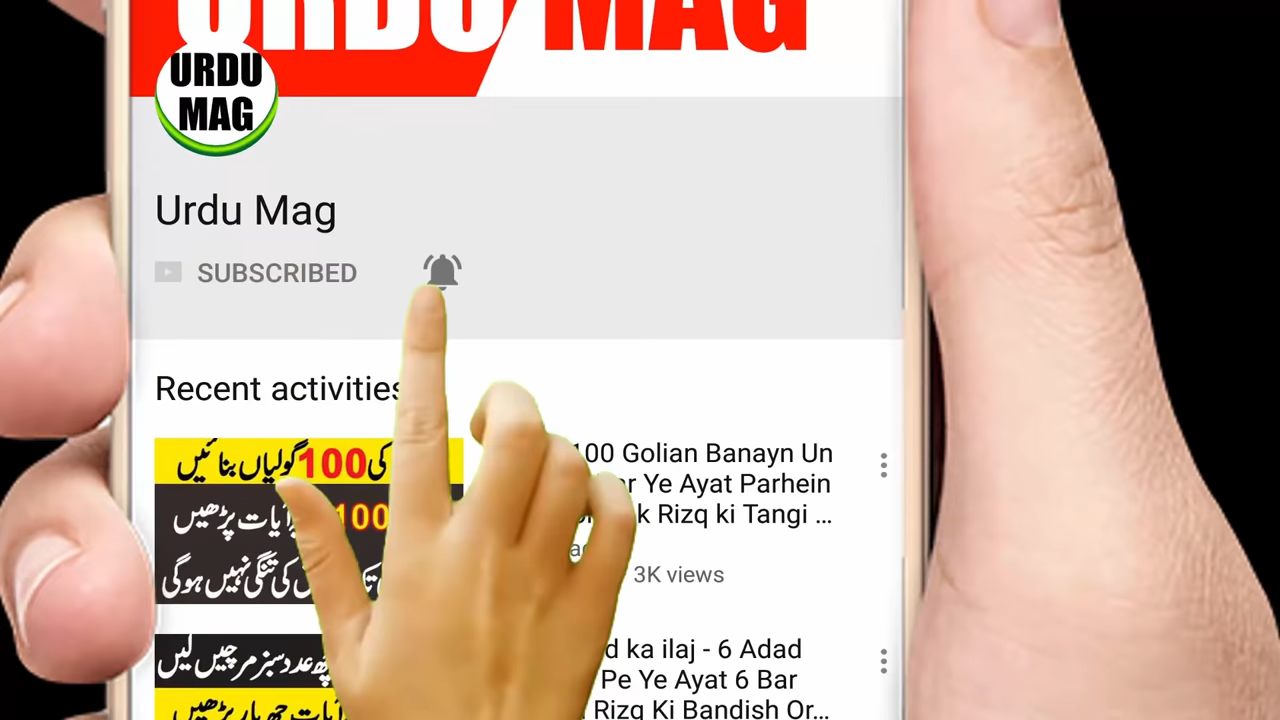 URDU MAG
URDU
MAG
Urdu Mag
SUBSCRIBED
Recent activities
کی 100 گولیاں بنائیں
100 Golian Banayn Un
Ye Ayat Parhein
100
آیات پڑھیں
k Rizq ki Tangi ...
کی تنگی نہیں ہوگی
3K views
چھ عدد سبز مرچیں لیں
ka ilaj - 6 Adad
Pe Ye Ayat 6 Bar
Rizq Ki Bandish Or...